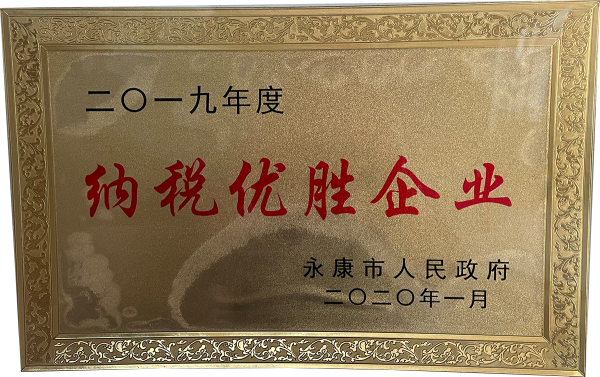 二〇一九年度
纳税优胜企业
永康市人民政府
二〇二〇年一月